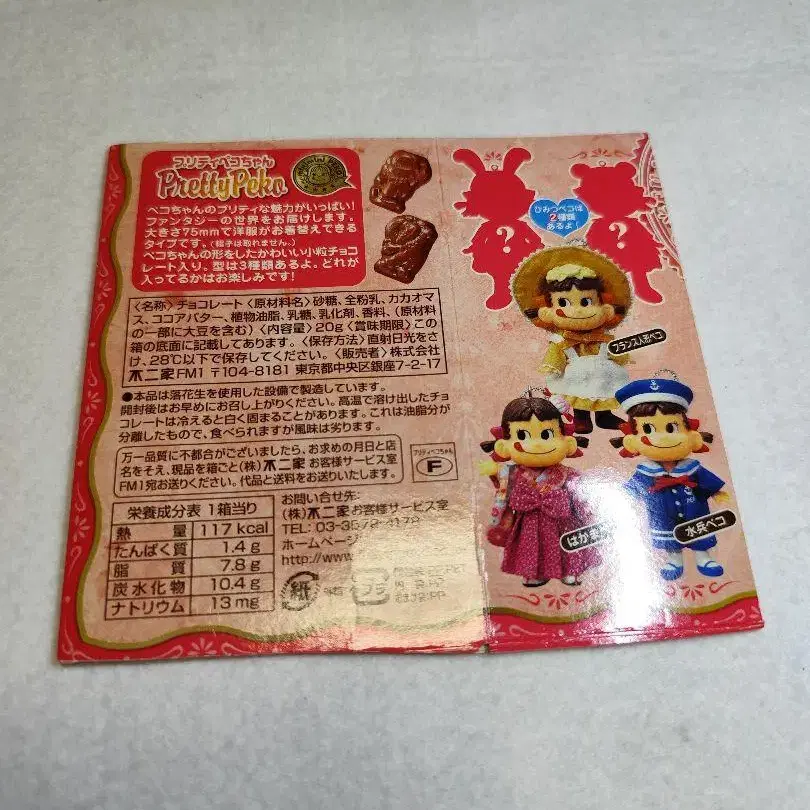 プリティペコちゃん
PrettyPeko
ペコちゃんのプリティな魅力がいっぱい!
ファンタジーの世界をお届けします。
大きさ75mmで洋服がお着替えできる
タイプです。(帽子は取れません。)
ペコちゃんの形をしたかわいい小粒チョコ
レート入り。型は3種類あるよ。どれが
入ってるかはお楽しみです!
〈名称〉チョコレート〈原材料名〉砂糖、全粉乳、カカオマ
ス、ココアバター、植物油脂、乳糖、乳化剤、香料、(原材料
の一部に大豆を含む)〈内容量〉20g〈賞味期限〉この
箱の底面に記載してあります。〈保存方法〉直射日光をさ
け、28℃以下で保存してください。〈販売者〉株式会社
不二家 FM1 〒104-8181 東京都中央区銀座7-2-17
●本品は落花生を使用した設備で製造しています。
開封後はお早めにお召し上がりください。高温で溶け出したチョ
コレートは冷えると白く固まることがあります。これは油脂分が
分離したもので、食べられますが風味は劣ります。
万一品質に不都合がございましたら、お求めの月日と店
名をそえ、現品を箱ごと(株)不二家 お客様サービス室
FM1宛お送りください。代品と送料をお送りいたします。
プリティペコちゃん
F
栄養成分表 1箱当り
熱量 117 kcal
たんぱく質 1.4 g
脂質 7.8 g
炭水化物 10.4 g
ナトリウム 13 mg
お問い合せ先:
(株)不二家 お客様サービス室
TEL: 03-3572-4178
ホームページ
http://www
紙
プラ
?
?
ひみつペコは
2種類
あるよ!
フランス人形ペコ
はかま
水兵ペコ